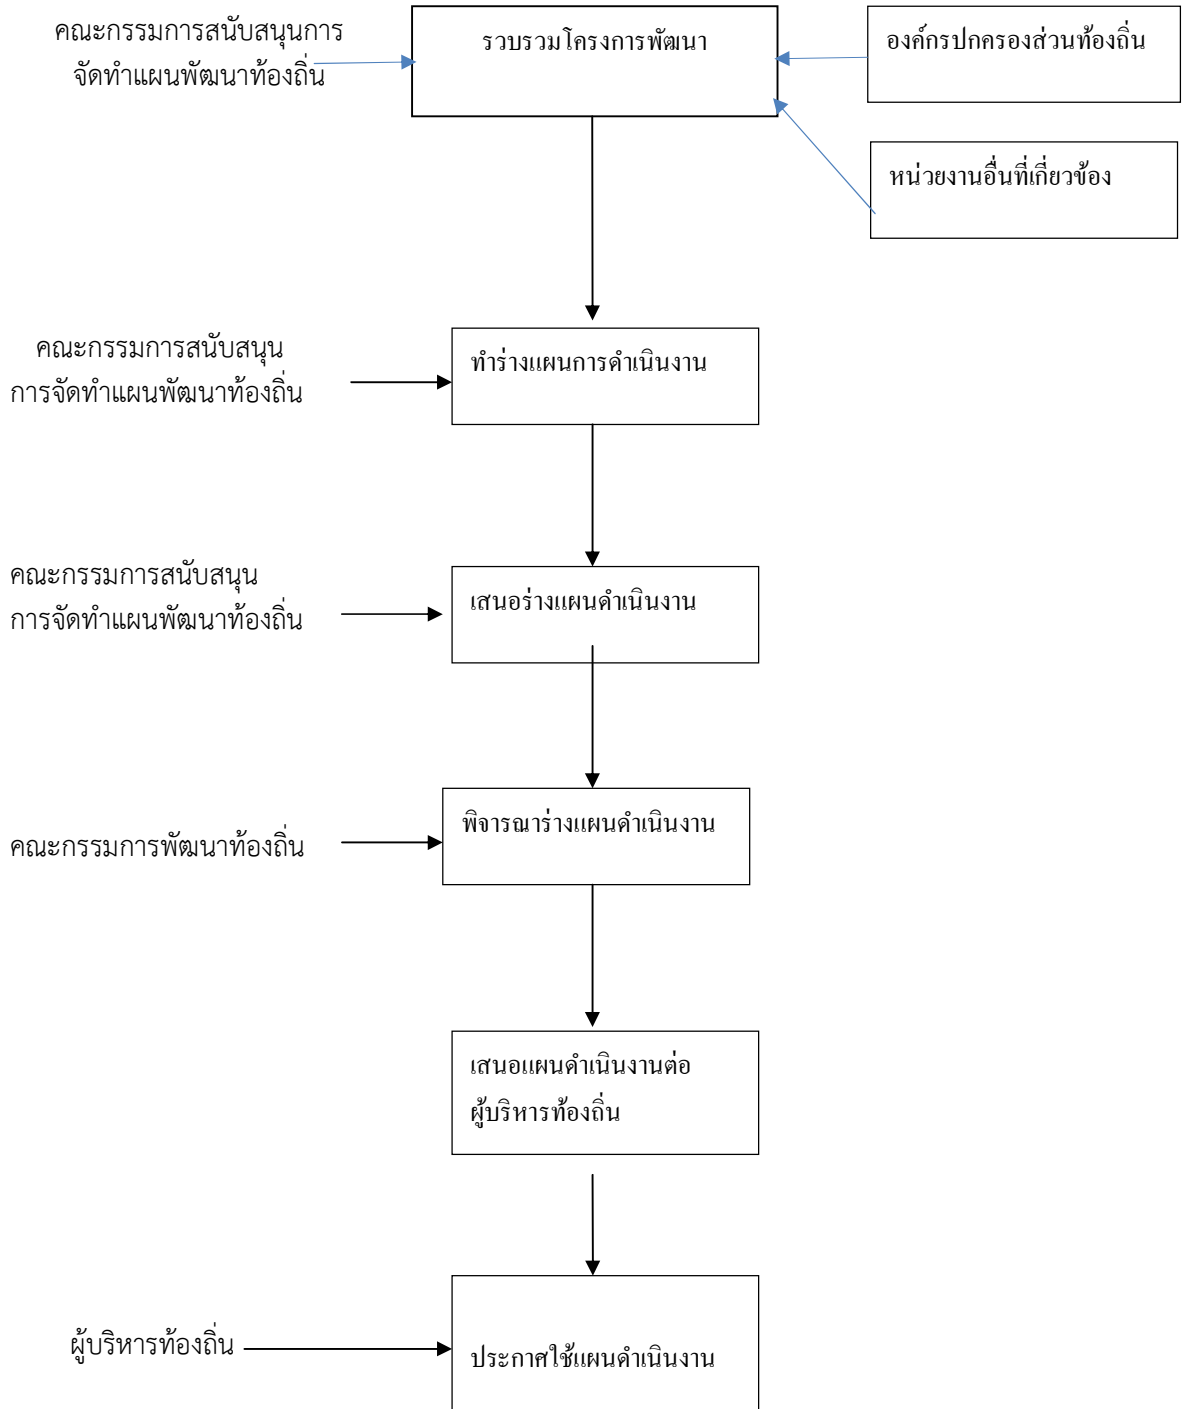 คณะกรรมการสนับสนุนการ
จัดทำแผนพัฒนาท้องถิ่น
รวบรวมโครงการพัฒนา
องค์กรปกครองส่วนท้องถิ่น
หน่วยงานอื่นที่เกี่ยวข้อง
คณะกรรมการสนับสนุน
การจัดทำแผนพัฒนาท้องถิ่น
ทำร่างแผนการดำเนินงาน
คณะกรรมการสนับสนุน
การจัดทำแผนพัฒนาท้องถิ่น
เสนอร่างแผนดำเนินงาน
คณะกรรมการพัฒนาท้องถิ่น
พิจารณาร่างแผนดำเนินงาน
เสนอแผนดำเนินงานต่อ
ผู้บริหารท้องถิ่น
ผู้บริหารท้องถิ่น
ประกาศใช้แผนดำเนินงาน